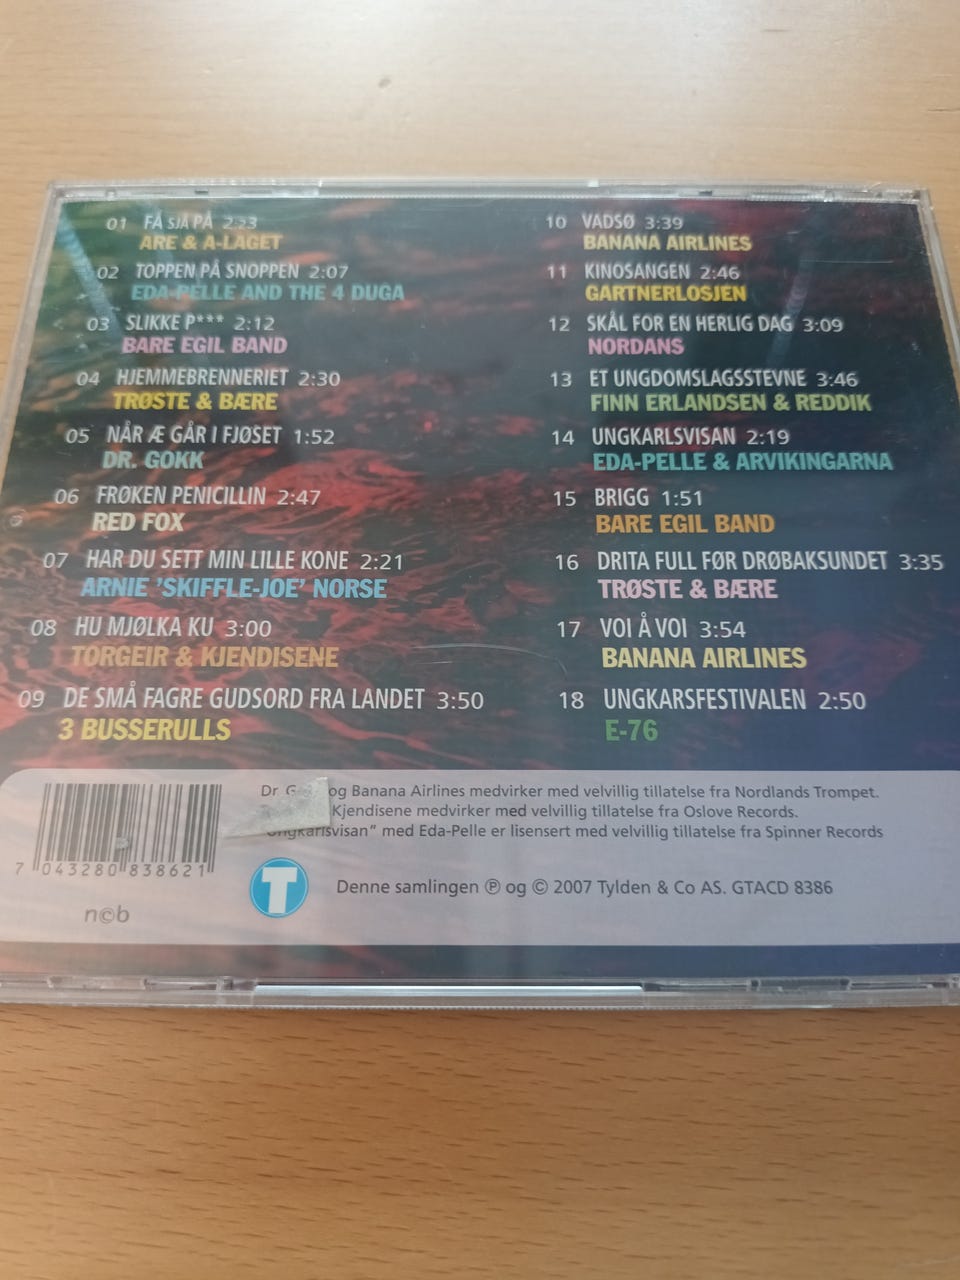 01 FÅ SJÅ PÅ 2:23
ARE & A-LAGET
02 TOPPEN PÅ SNOPPEN 2:07
EDA-PELLE AND THE 4 DUGA
03 SLIKKE P*** 2:12
BARE EGIL BAND
04 HJEMMEBRENNERIET 2:30
TRØSTE & BÆRE
05 NÅR Æ GÅR I FJØSET 1:52
DR. GOKK
06 FRØKEN PENICILLIN 2:47
RED FOX
07 HAR DU SETT MIN LILLE KONE 2:21
ARNIE 'SKIFFLE-JOE' NORSE
08 HU MJØLKA KU 3:00
TORGEIR & KJENDISENE
09 DE SMÅ FAGRE GUDSORD FRA LANDET 3:50
3 BUSSERULLS
10 VADSØ 3:39
BANANA AIRLINES
11 KINOSANGEN 2:46
GARTNERLOSJEN
12 SKÅL FOR EN HERLIG DAG 3:09
NORDANS
13 ET UNGDOMSLAGSSTEVNE 3:46
FINN ERLANDSEN & REDDIK
14 UNGKARLSVISAN 2:19
EDA-PELLE & ARVIKINGARNA
15 BRIGG 1:51
BARE EGIL BAND
16 DRITA FULL FØR DRØBAKSUNDET 3:35
TRØSTE & BÆRE
17 VOI Å VOI 3:54
BANANA AIRLINES
18 UNGKARSFESTIVALEN 2:50
E-76
Dr. og Banana Airlines medvirker med velvillig tillatelse fra Nordlands Trompet.
Kjendisene medvirker med velvillig tillatelse fra Oslove Records.
"Ungkarlsvisan" med Eda-Pelle er lisensert med velvillig tillatelse fra Spinner Records
7 043280 838621
T
Denne samlingen ℗ og © 2007 Tylden & Co AS. GTACD 8386
n©b